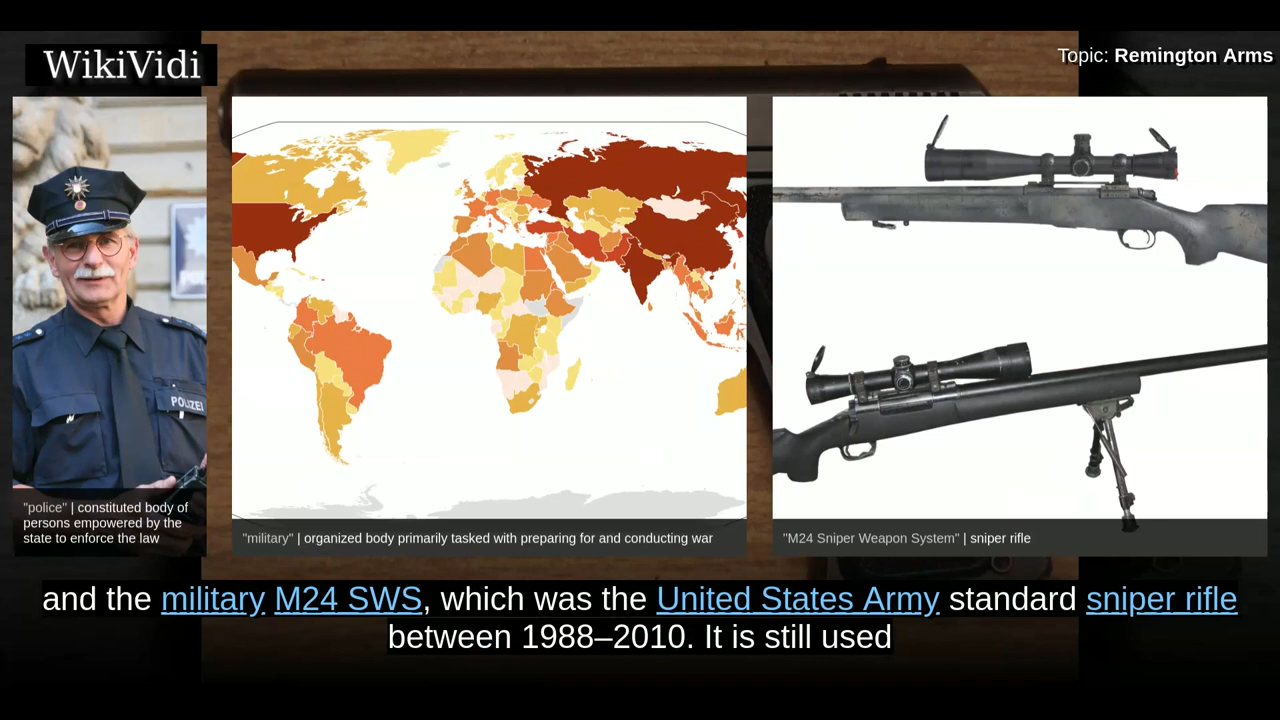 WikiVidi
Topic: Remington Arms
POLIZEI
"police" | constituted body of
persons empowered by the
state to enforce the law
"military" | organized body primarily tasked with preparing for and conducting war
"M24 Sniper Weapon System" | sniper rifle
and the military M24 SWS, which was the United States Army standard sniper rifle
between 1988–2010. It is still used